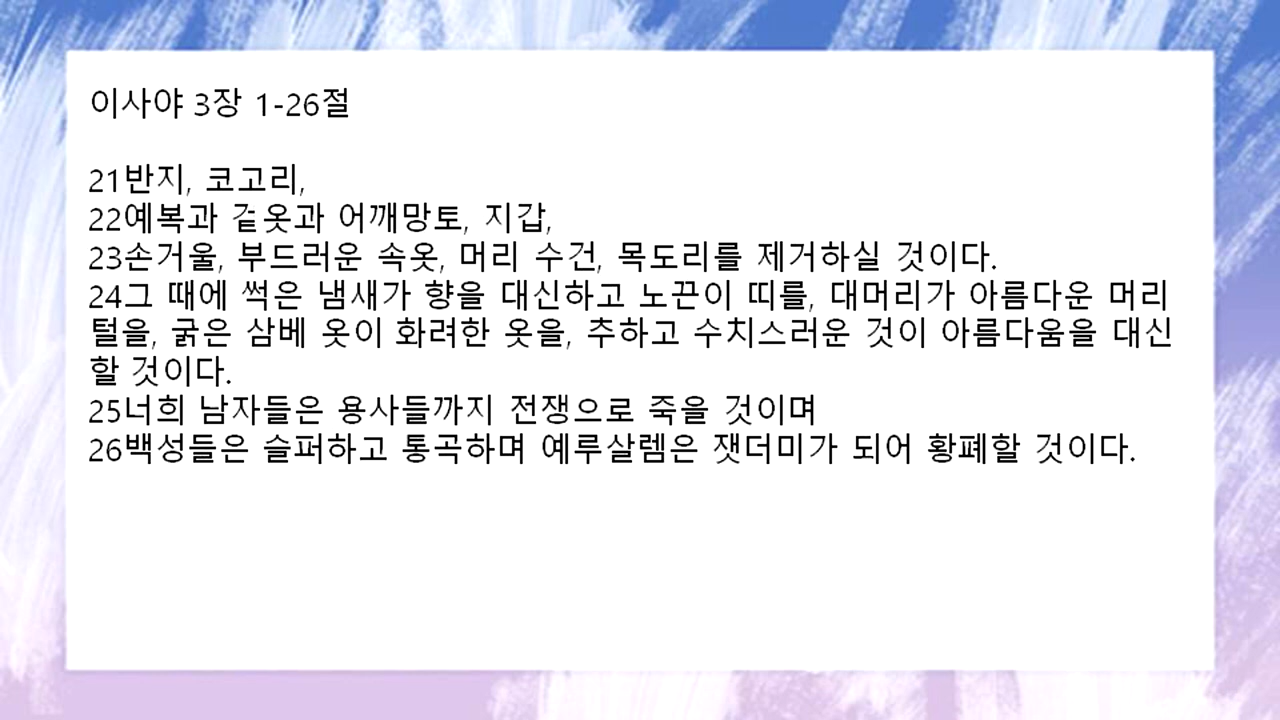 이사야 3장 1-26절
21반지, 코고리,
22예복과 겉옷과 어깨망토, 지갑,
23손거울, 부드러운 속옷, 머리 수건, 목도리를 제거하실 것이다.
24그 때에 썩은 냄새가 향을 대신하고 노끈이 띠를, 대머리가 아름다운 머리
털을, 굵은 삼베 옷이 화려한 옷을, 추하고 수치스러운 것이 아름다움을 대신
할 것이다.
25너희 남자들은 용사들까지 전쟁으로 죽을 것이며
26백성들은 슬퍼하고 통곡하며 예루살렘은 잿더미가 되어 황폐할 것이다.